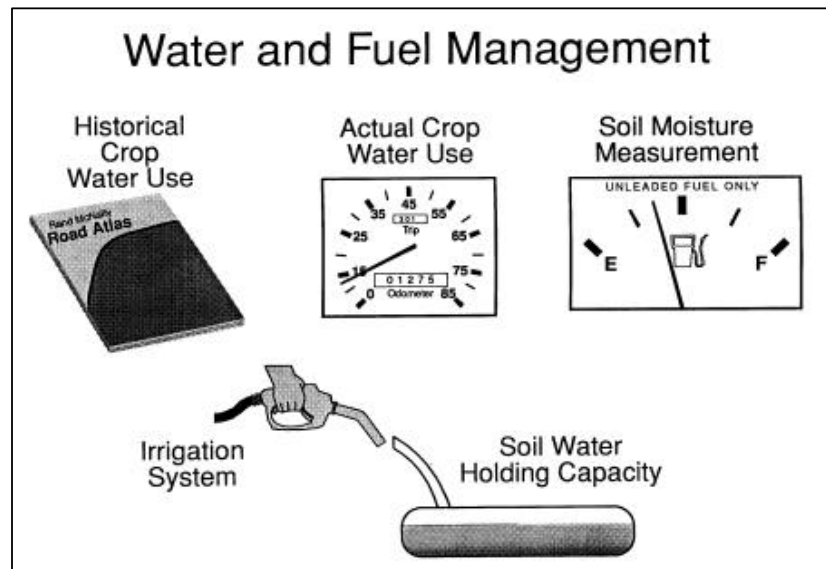 Water and Fuel Management
Historical
Crop
Water Use
Rand McNally
Road Atlas
Actual Crop
Water Use
45
35
55
301
Trip
25
65
15
75
01275
0
Odometer
85
Soil Moisture
Measurement
UNLEADED FUEL ONLY
E
F
Irrigation
System
Soil Water
Holding Capacity